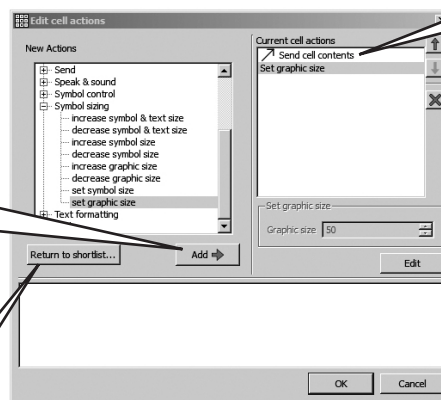 Edit cell actions
New Actions
Send
Speak & sound
Symbol control
Symbol sizing
increase symbol & text size
decrease symbol & text size
increase symbol size
decrease symbol size
increase graphic size
decrease graphic size
set symbol size
set graphic size
Text formatting
Return to shortlist...
Add
Current cell actions
Send cell contents
Set graphic size
Set graphic size
Graphic size 50
Edit
OK
Cancel